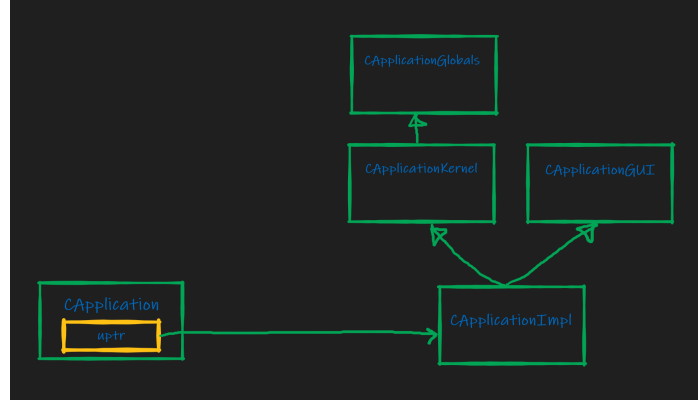 CApplicationGlobals
CApplicationKernel
CApplicationGUI
CApplication
uptr
CApplicationImpl